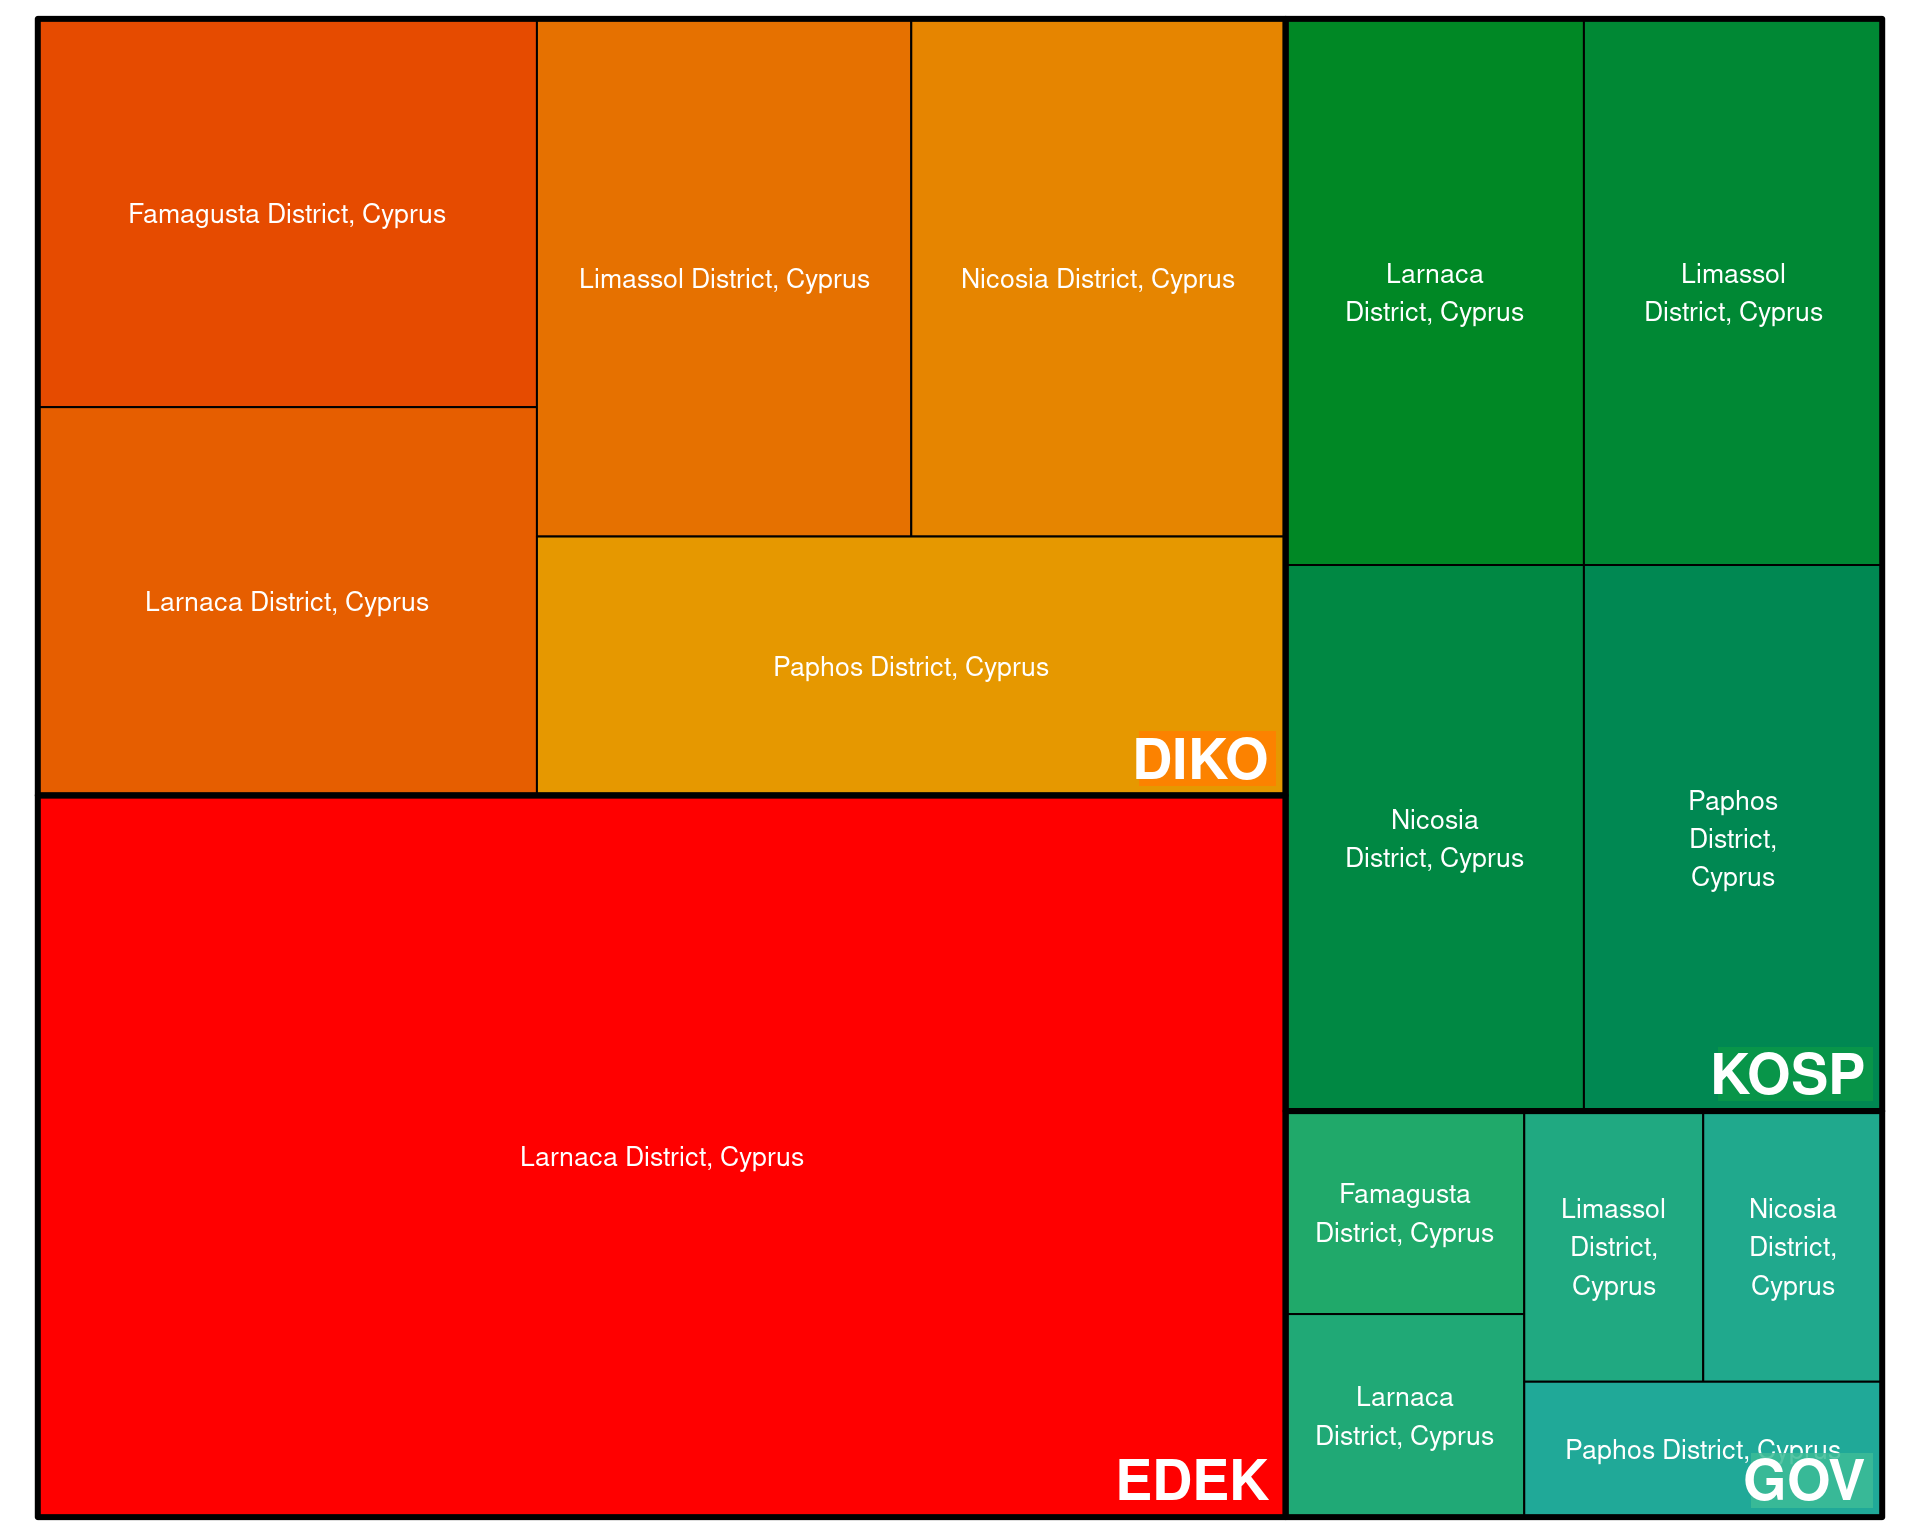 Famagusta District, Cyprus
Limassol District, Cyprus
Nicosia District, Cyprus
Larnaca District, Cyprus
Paphos District, Cyprus
DIKO
Larnaca District, Cyprus
EDEK
Larnaca
District, Cyprus
Limassol
District, Cyprus
Nicosia
District, Cyprus
Paphos
District,
Cyprus
KOSP
Famagusta
District, Cyprus
Limassol
District,
Cyprus
Nicosia
District,
Cyprus
Larnaca
District, Cyprus
Paphos District, Cyprus
GOV